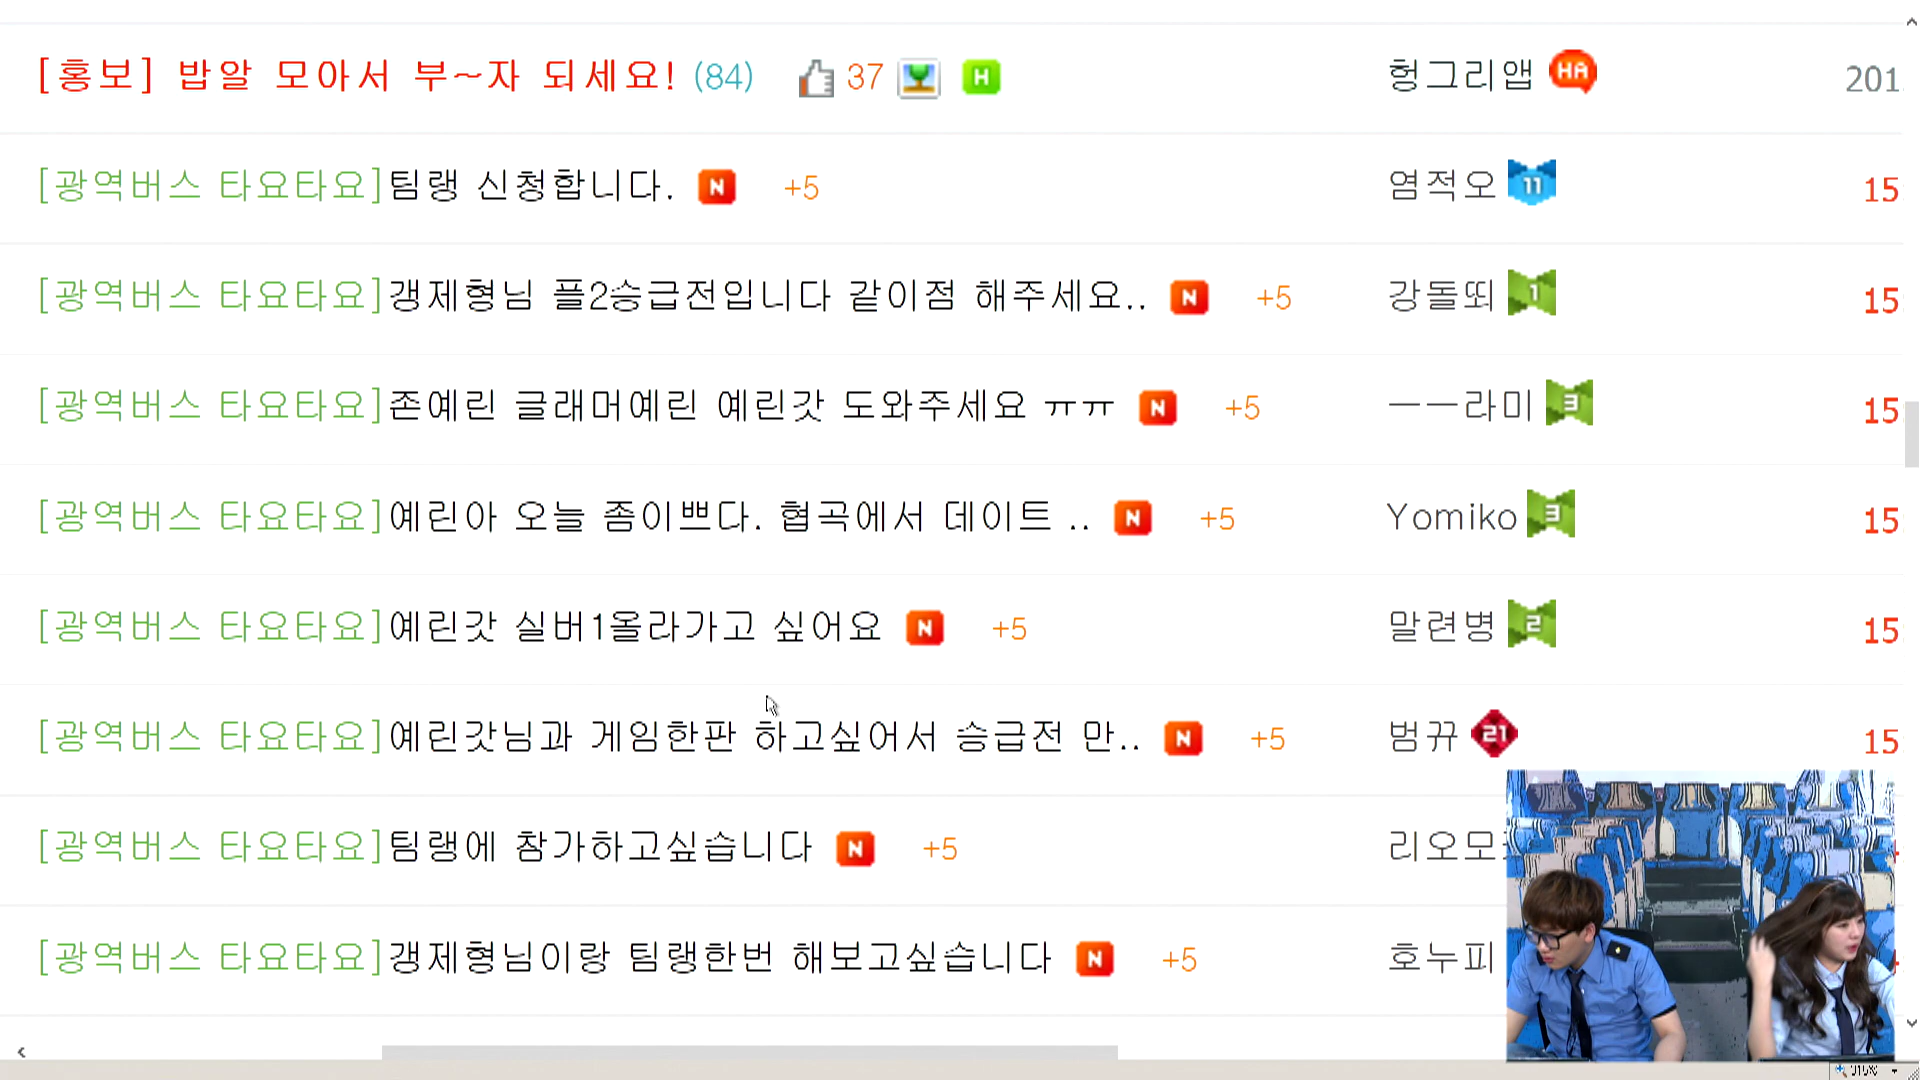 [홍보] 밥알 모아서 부~자 되세요! (84) 37 H 헝그리앱 HA 201
[광역버스 타요타요]팀랭 신청합니다. N +5 염적오 11 15
[광역버스 타요타요]갱제형님 플2승급전입니다 같이점 해주세요.. N +5 강돌뙤 1 15
[광역버스 타요타요]존예린 글래머예린 예린갓 도와주세요 ㅠㅠ N +5 ㅡㅡ라미 3 15
[광역버스 타요타요]예린아 오늘 좀이쁘다. 협곡에서 데이트 .. N +5 Yomiko 3 15
[광역버스 타요타요]예린갓 실버1올라가고 싶어요 N +5 말련병 2 15
[광역버스 타요타요]예린갓님과 게임한판 하고싶어서 승급전 만.. N +5 범뀨 21 15
[광역버스 타요타요]팀랭에 참가하고싶습니다 N +5 리오모
[광역버스 타요타요]갱제형님이랑 팀랭한번 해보고싶습니다 N +5 호누피